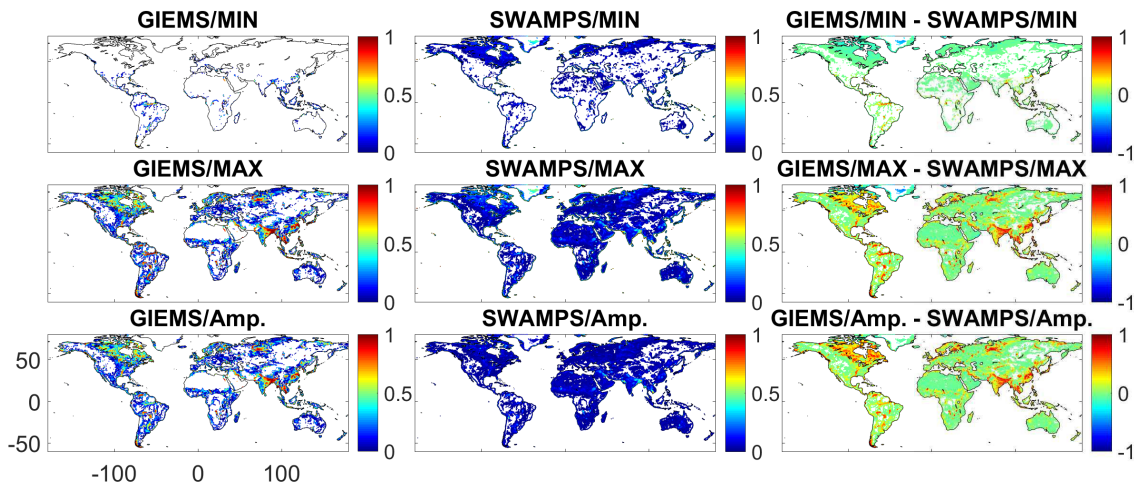 GIEMS/MIN SWAMPS/MIN GIEMS/MIN - SWAMPS/MIN
1 1 1
0.5 0.5 0
0 0 -1
GIEMS/MAX SWAMPS/MAX GIEMS/MAX - SWAMPS/MAX
1 1 1
0.5 0.5 0
0 0 -1
GIEMS/Amp. SWAMPS/Amp. GIEMS/Amp. - SWAMPS/Amp.
50 1 1 1
0 0.5 0.5 0
-50 0 0 -1
-100 0 100